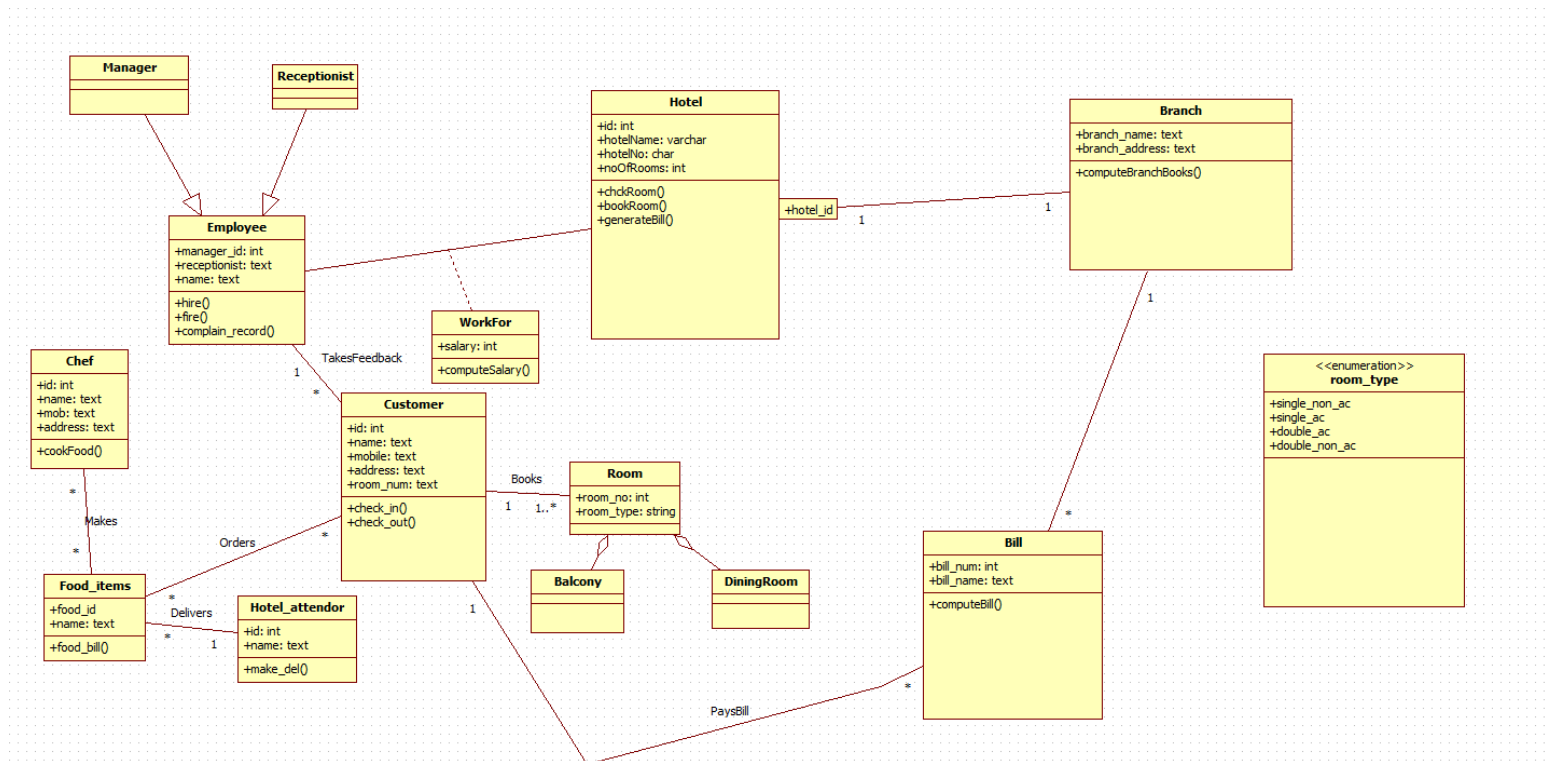 Manager
Receptionist
Hotel
+id: int
+hotelName: varchar
+hotelNo: char
+noOfRooms: int
+chckRoom()
+bookRoom()
+generateBill()
+hotel_id
1
1
Branch
+branch_name: text
+branch_address: text
+computeBranchBooks()
1
*
Employee
+manager_id: int
+receptionist: text
+name: text
+hire()
+fire()
+complain_record()
WorkFor
+salary: int
+computeSalary()
TakesFeedback
1
*
Chef
+id: int
+name: text
+mob: text
+address: text
+cookFood()
*
Makes
*
Customer
+id: int
+name: text
+mobile: text
+address: text
+room_num: text
+check_in()
+check_out()
Books
1
1..*
Room
+room_no: int
+room_type: string
Balcony
DiningRoom
<<enumeration>>
room_type
+single_non_ac
+single_ac
+double_ac
+double_non_ac
Orders
*
*
Food_items
+food_id
+name: text
+food_bill()
Delivers
*
1
Hotel_attendor
+id: int
+name: text
+make_del()
Bill
+bill_num: int
+bill_name: text
+computeBill()
1
PaysBill
*